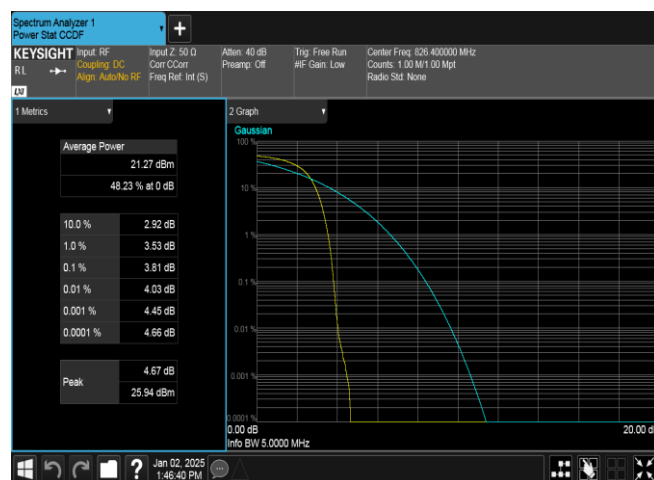 Spectrum Analyzer 1
Power Stat CCDF
+
KEYSIGHT
RL
LXI
Input: RF
Coupling: DC
Align: Auto/No RF
Input Z: 50 Ω
Corr CCorr
Freq Ref: Int (S)
Atten: 40 dB
Preamp: Off
Trig: Free Run
#IF Gain: Low
Center Freq: 826.400000 MHz
Counts: 1.00 M/1.00 Mpt
Radio Std: None
1 Metrics
Average Power
21.27 dBm
48.23 % at 0 dB
10.0 % 2.92 dB
1.0 % 3.53 dB
0.1 % 3.81 dB
0.01 % 4.03 dB
0.001 % 4.45 dB
0.0001 % 4.66 dB
Peak
4.67 dB
25.94 dBm
2 Graph
Gaussian
100 %
10 %
1 %
0.1 %
0.01 %
0.001 %
0.0001 %
0.00 dB
20.00 d
Info BW 5.0000 MHz
?
Jan 02, 2025
1:46:40 PM